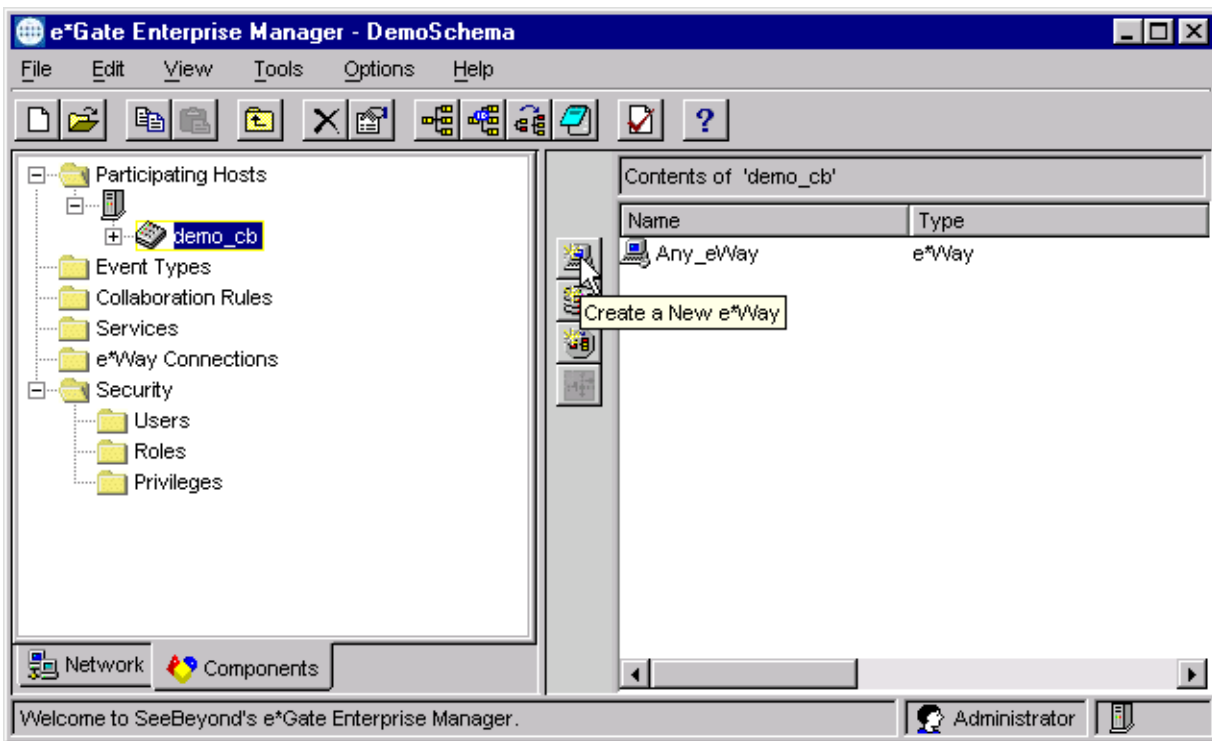 e*Gate Enterprise Manager - DemoSchema
File Edit View Tools Options Help
Participating Hosts
demo_cb
Event Types
Collaboration Rules
Services
e*Way Connections
Security
Users
Roles
Privileges
Network Components
Contents of 'demo_cb'
Name Type
Any_eWay e*Way
Create a New e*Way
Welcome to SeeBeyond's e*Gate Enterprise Manager.
Administrator